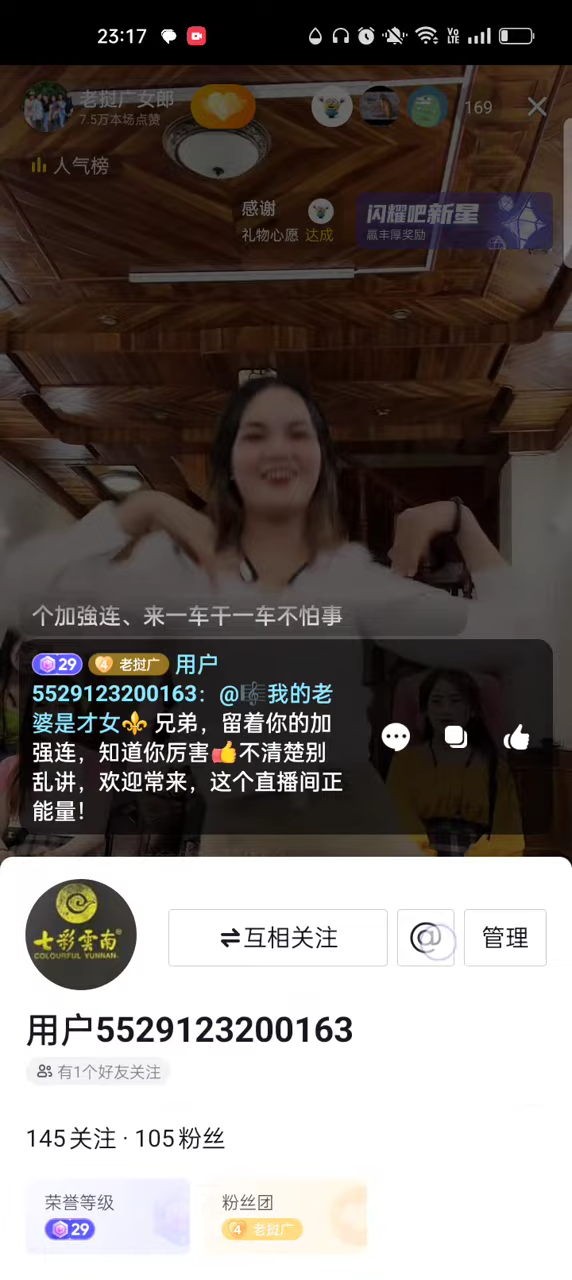 23:17
VoLTE
老挝广女郎
7.5万本场点赞
169
人气榜
感谢
礼物心愿 达成
闪耀吧新星
赢丰厚奖励
个加強连、来一车干一车不怕事
29 4 老挝广 用户
5529123200163：@🎼我的老
婆是才女⚜️ 兄弟，留着你的加
强连，知道你厉害👍不清楚别
乱讲，欢迎常来，这个直播间正
能量！
七彩雲南®
COLOURFUL YUNNAN.
⇌互相关注
@
管理
用户5529123200163
有1个好友关注
145关注 · 105粉丝
荣誉等级
29
粉丝团
4 老挝广